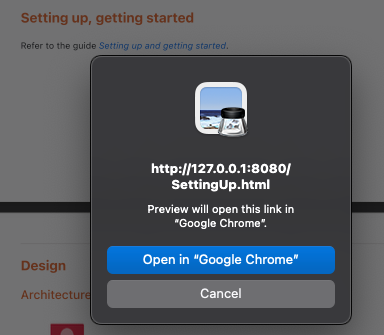 Setting up, getting started
Refer to the guide Setting up and getting started.
http://127.0.0.1:8080/
SettingUp.html
Preview will open this link in
“Google Chrome”.
Open in “Google Chrome”
Cancel
Design
Architecture